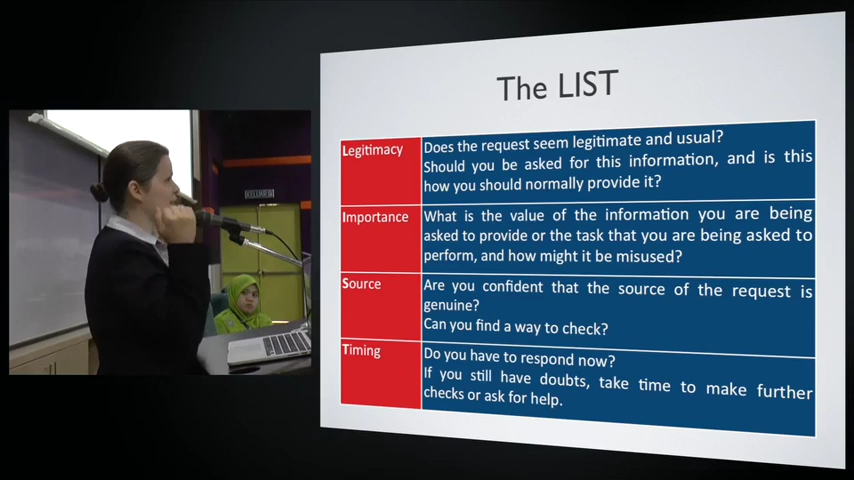 The LIST
Legitimacy
Does the request seem legitimate and usual?
Should you be asked for this information, and is this
how you should normally provide it?
Importance
What is the value of the information you are being
asked to provide or the task that you are being asked to
perform, and how might it be misused?
Source
Are you confident that the source of the request is
genuine?
Can you find a way to check?
Timing
Do you have to respond now?
If you still have doubts, take time to make further
checks or ask for help.
KELUAR